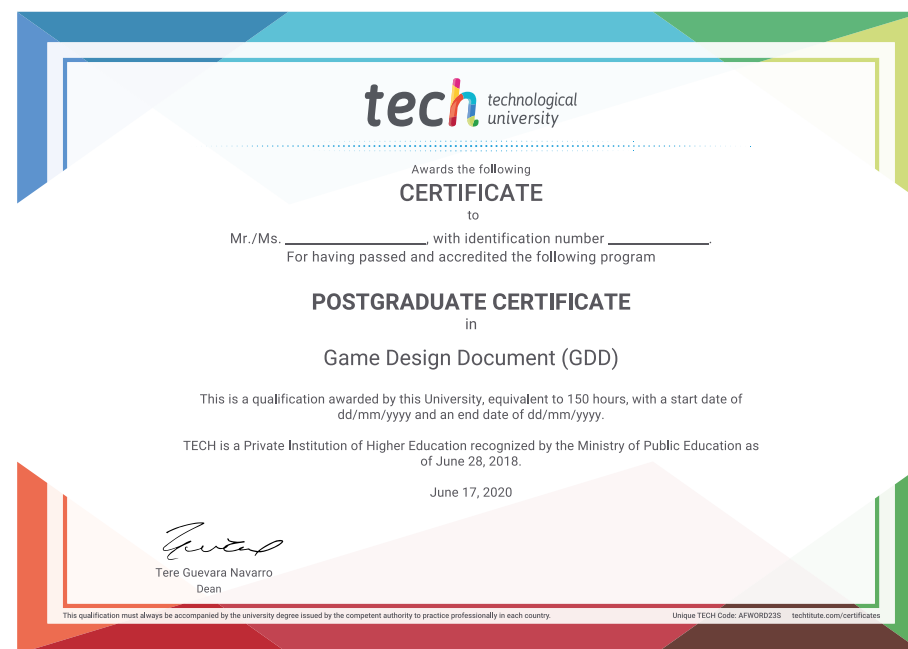 tech technological
university
Awards the following
CERTIFICATE
to
Mr./Ms. ____________________, with identification number ______________.
For having passed and accredited the following program
POSTGRADUATE CERTIFICATE
in
Game Design Document (GDD)
This is a qualification awarded by this University, equivalent to 150 hours, with a start date of
dd/mm/yyyy and an end date of dd/mm/yyyy.
TECH is a Private Institution of Higher Education recognized by the Ministry of Public Education as
of June 28, 2018.
June 17, 2020
Tere Guevara Navarro
Dean
This qualification must always be accompanied by the university degree issued by the competent authority to practice professionally in each country. Unique TECH Code: AFWORD23S techtitute.com/certificates